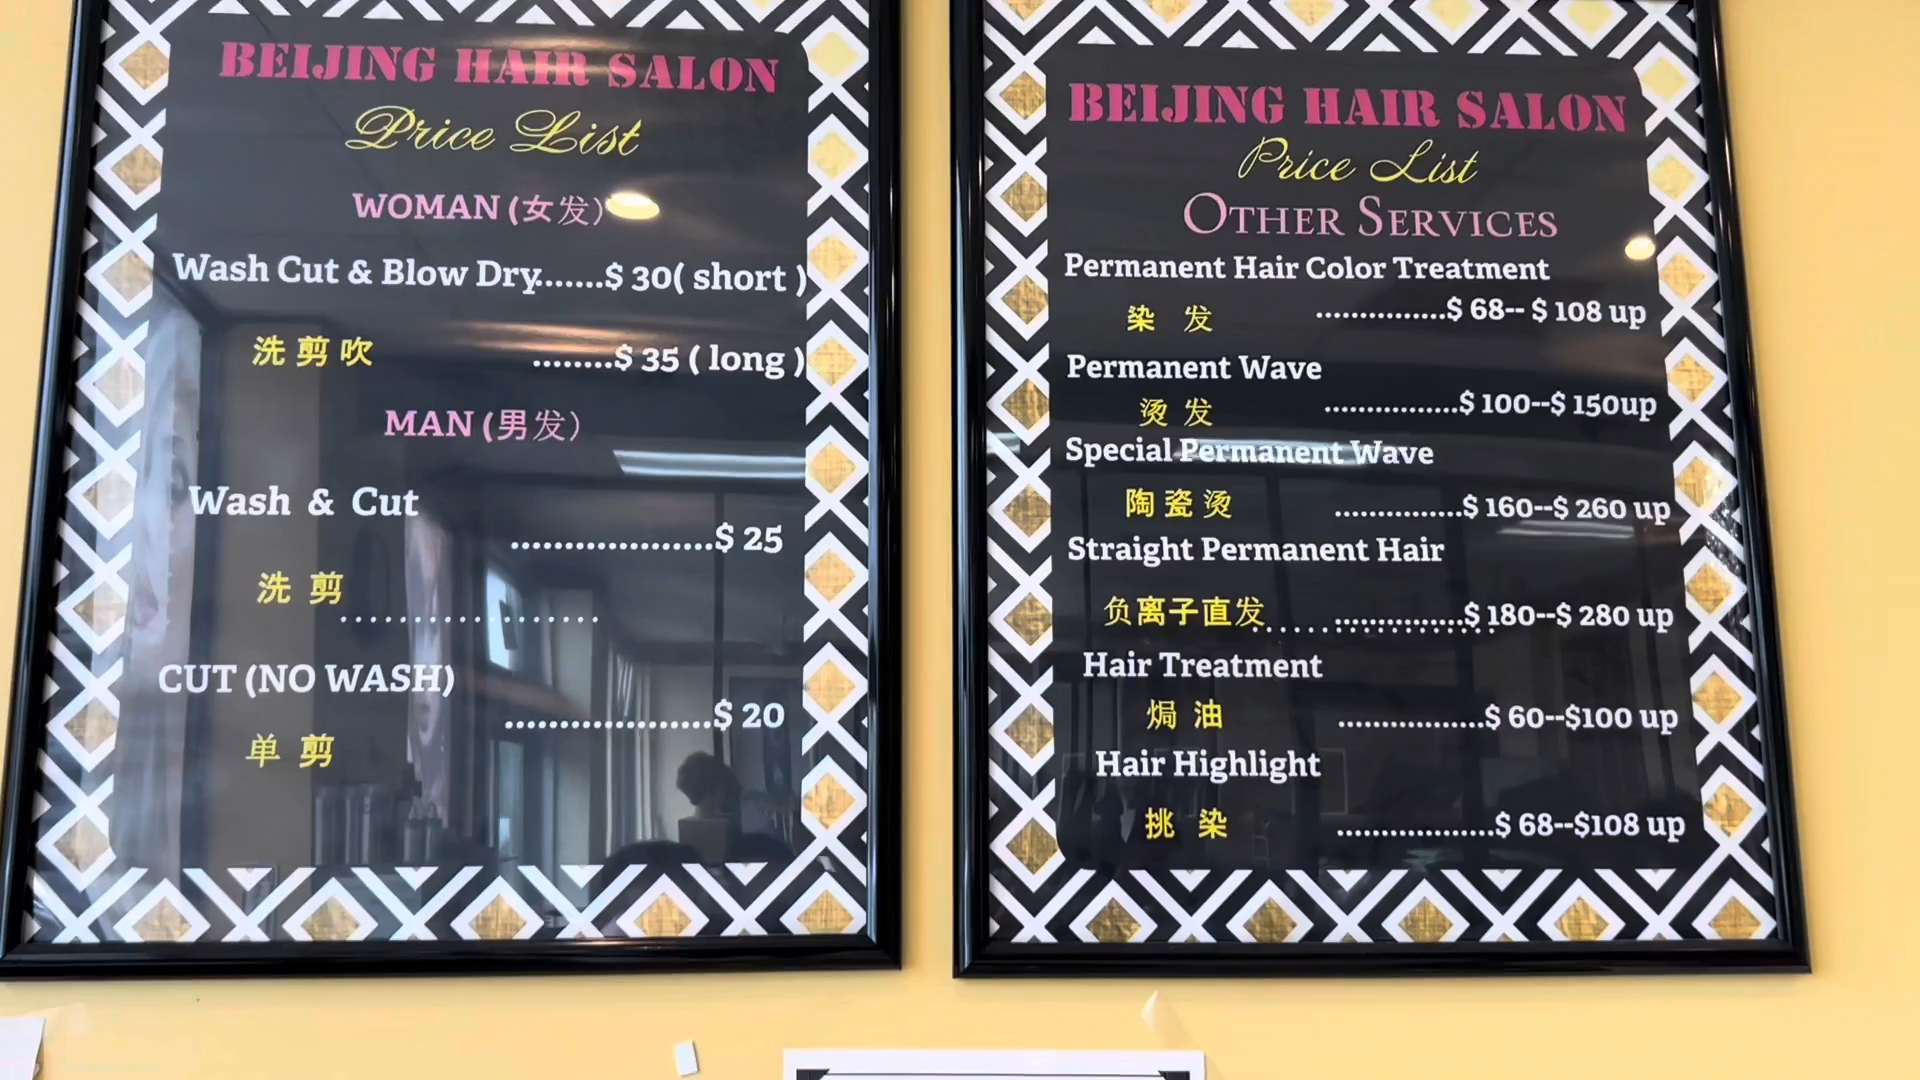 BEIJING HAIR SALON
Price List
WOMAN (女发)
Wash Cut & Blow Dry.......$ 30( short )
洗 剪 吹 ........$ 35 ( long )
MAN (男发)
Wash & Cut
...................$ 25
洗 剪
..................
CUT (NO WASH)
...................$ 20
单 剪
BEIJING HAIR SALON
Price List
OTHER SERVICES
Permanent Hair Color Treatment
染 发 ...............$ 68-- $ 108 up
Permanent Wave
烫 发 ...............$ 100--$ 150up
Special Permanent Wave
陶 瓷 烫 ...............$ 160--$ 260 up
Straight Permanent Hair
负离子直发 ...............$ 180--$ 280 up
Hair Treatment
焗 油 ................$ 60--$100 up
Hair Highlight
挑 染 .................$ 68--$108 up